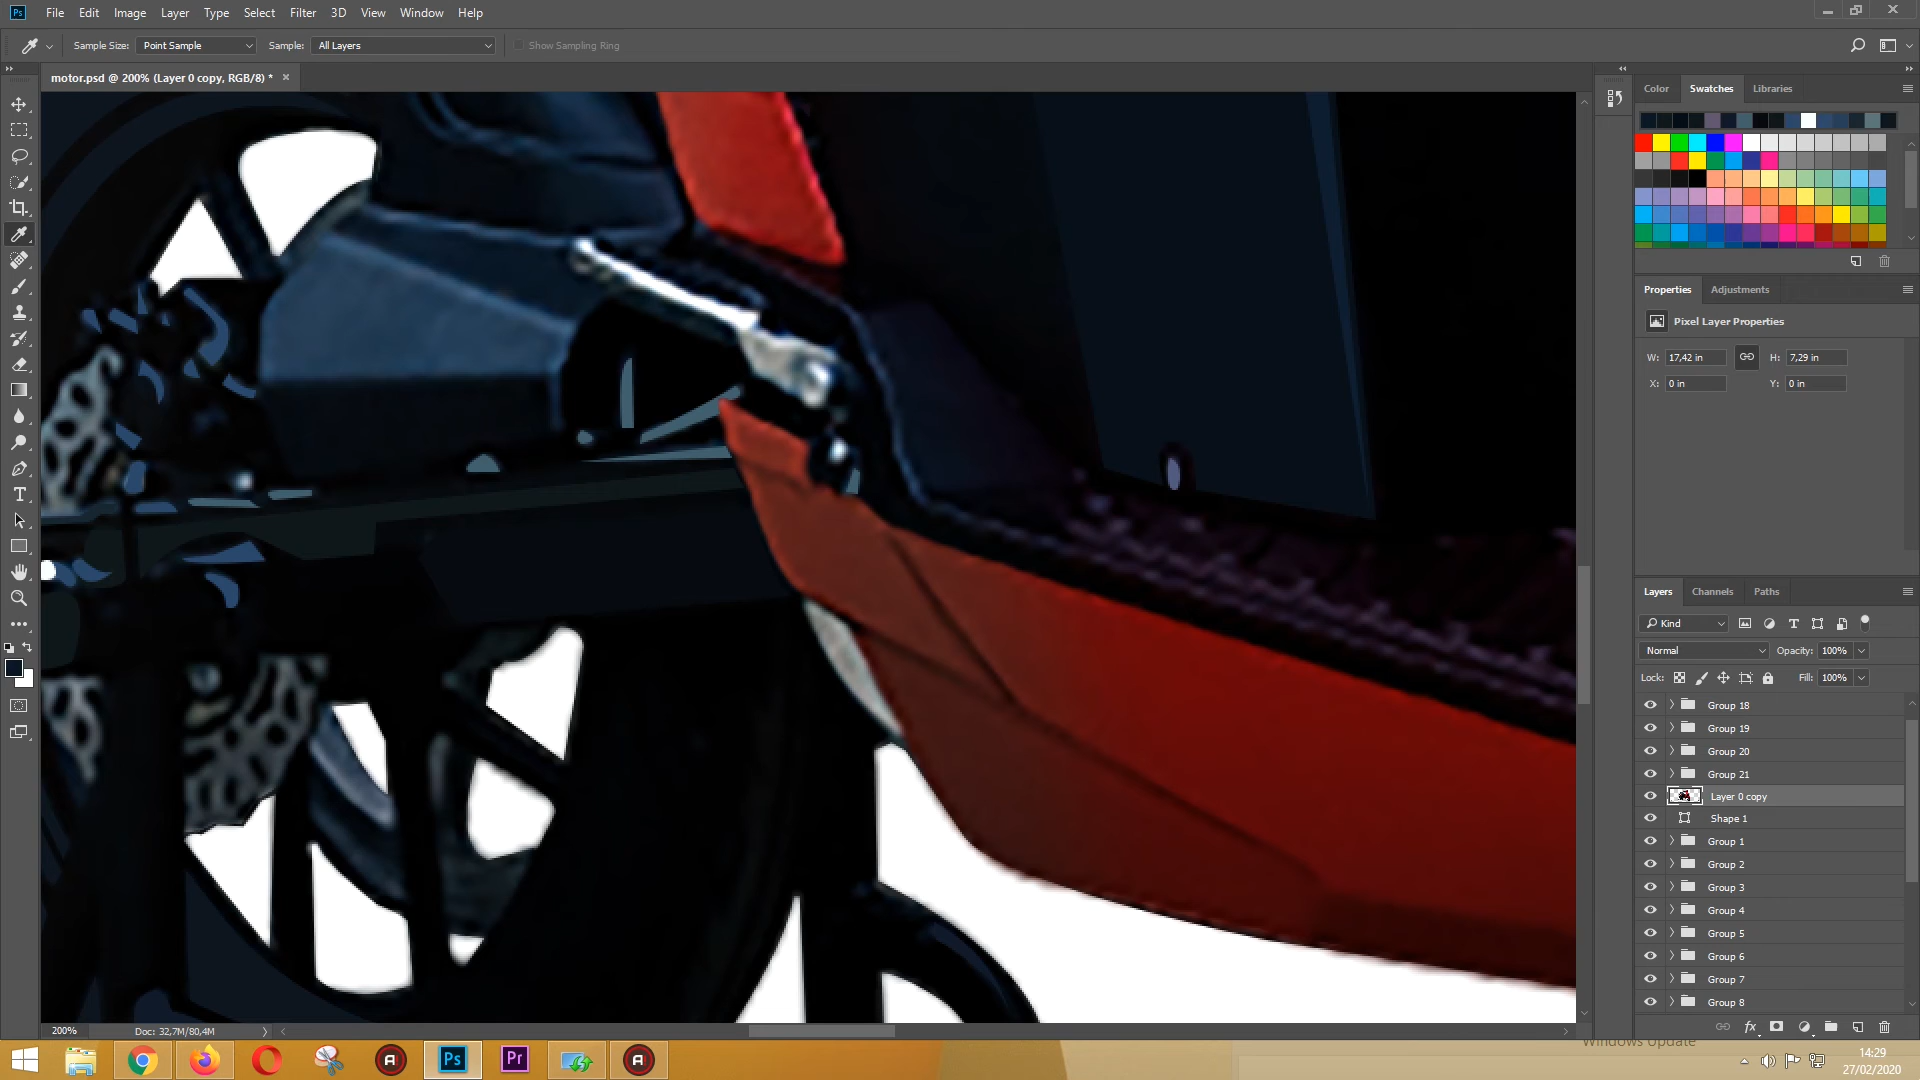 Ps File Edit Image Layer Type Select Filter 3D View Window Help
Sample Size: Point Sample Sample: All Layers Show Sampling Ring
motor.psd @ 200% (Layer 0 copy, RGB/8) *
Color Swatches Libraries
Properties Adjustments
Pixel Layer Properties
W: 17,42 in H: 7,29 in
X: 0 in Y: 0 in
Layers Channels Paths
Kind
Normal Opacity: 100%
Lock: Fill: 100%
Group 18
Group 19
Group 20
Group 21
Layer 0 copy
Shape 1
Group 1
Group 2
Group 3
Group 4
Group 5
Group 6
Group 7
Group 8
fx
200% Doc: 32,7M/80,4M
Windows Update
Ps Pr
14:29
27/02/2020